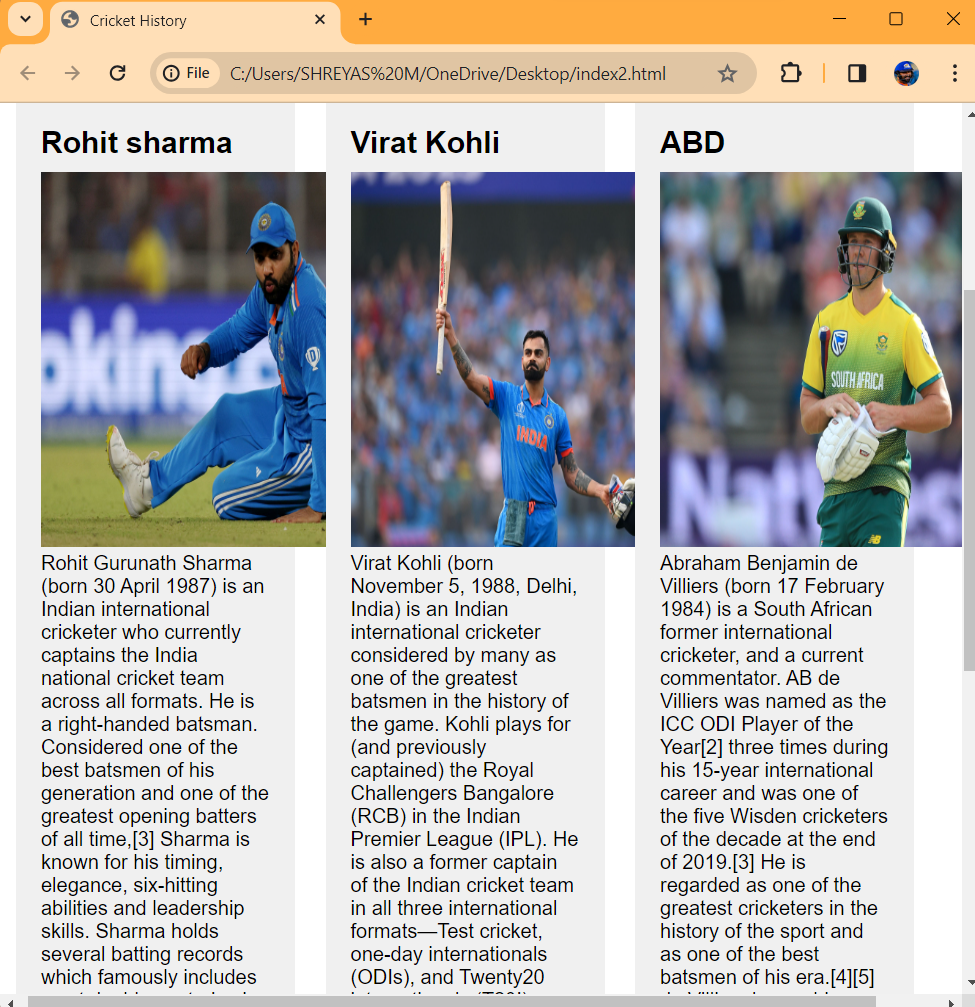 Cricket History
File
C:/Users/SHREYAS%20M/OneDrive/Desktop/index2.html
Rohit sharma
oking.c
Rohit Gurunath Sharma
(born 30 April 1987) is an
Indian international
cricketer who currently
captains the India
national cricket team
across all formats. He is
a right-handed batsman.
Considered one of the
best batsmen of his
generation and one of the
greatest opening batters
of all time,[3] Sharma is
known for his timing,
elegance, six-hitting
abilities and leadership
skills. Sharma holds
several batting records
which famously includes
Virat Kohli
INDIA
Virat Kohli (born
November 5, 1988, Delhi,
India) is an Indian
international cricketer
considered by many as
one of the greatest
batsmen in the history of
the game. Kohli plays for
(and previously
captained) the Royal
Challengers Bangalore
(RCB) in the Indian
Premier League (IPL). He
is also a former captain
of the Indian cricket team
in all three international
formats—Test cricket,
one-day internationals
(ODIs), and Twenty20
ABD
SOUTH AFRICA
Abraham Benjamin de
Villiers (born 17 February
1984) is a South African
former international
cricketer, and a current
commentator. AB de
Villiers was named as the
ICC ODI Player of the
Year[2] three times during
his 15-year international
career and was one of
the five Wisden cricketers
of the decade at the end
of 2019.[3] He is
regarded as one of the
greatest cricketers in the
history of the sport and
as one of the best
batsmen of his era.[4][5]